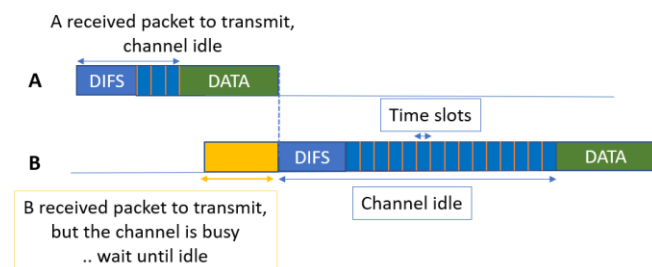 A received packet to transmit,
channel idle
A
DIFS
DATA
Time slots
B
DIFS
DATA
Channel idle
B received packet to transmit,
but the channel is busy
.. wait until idle